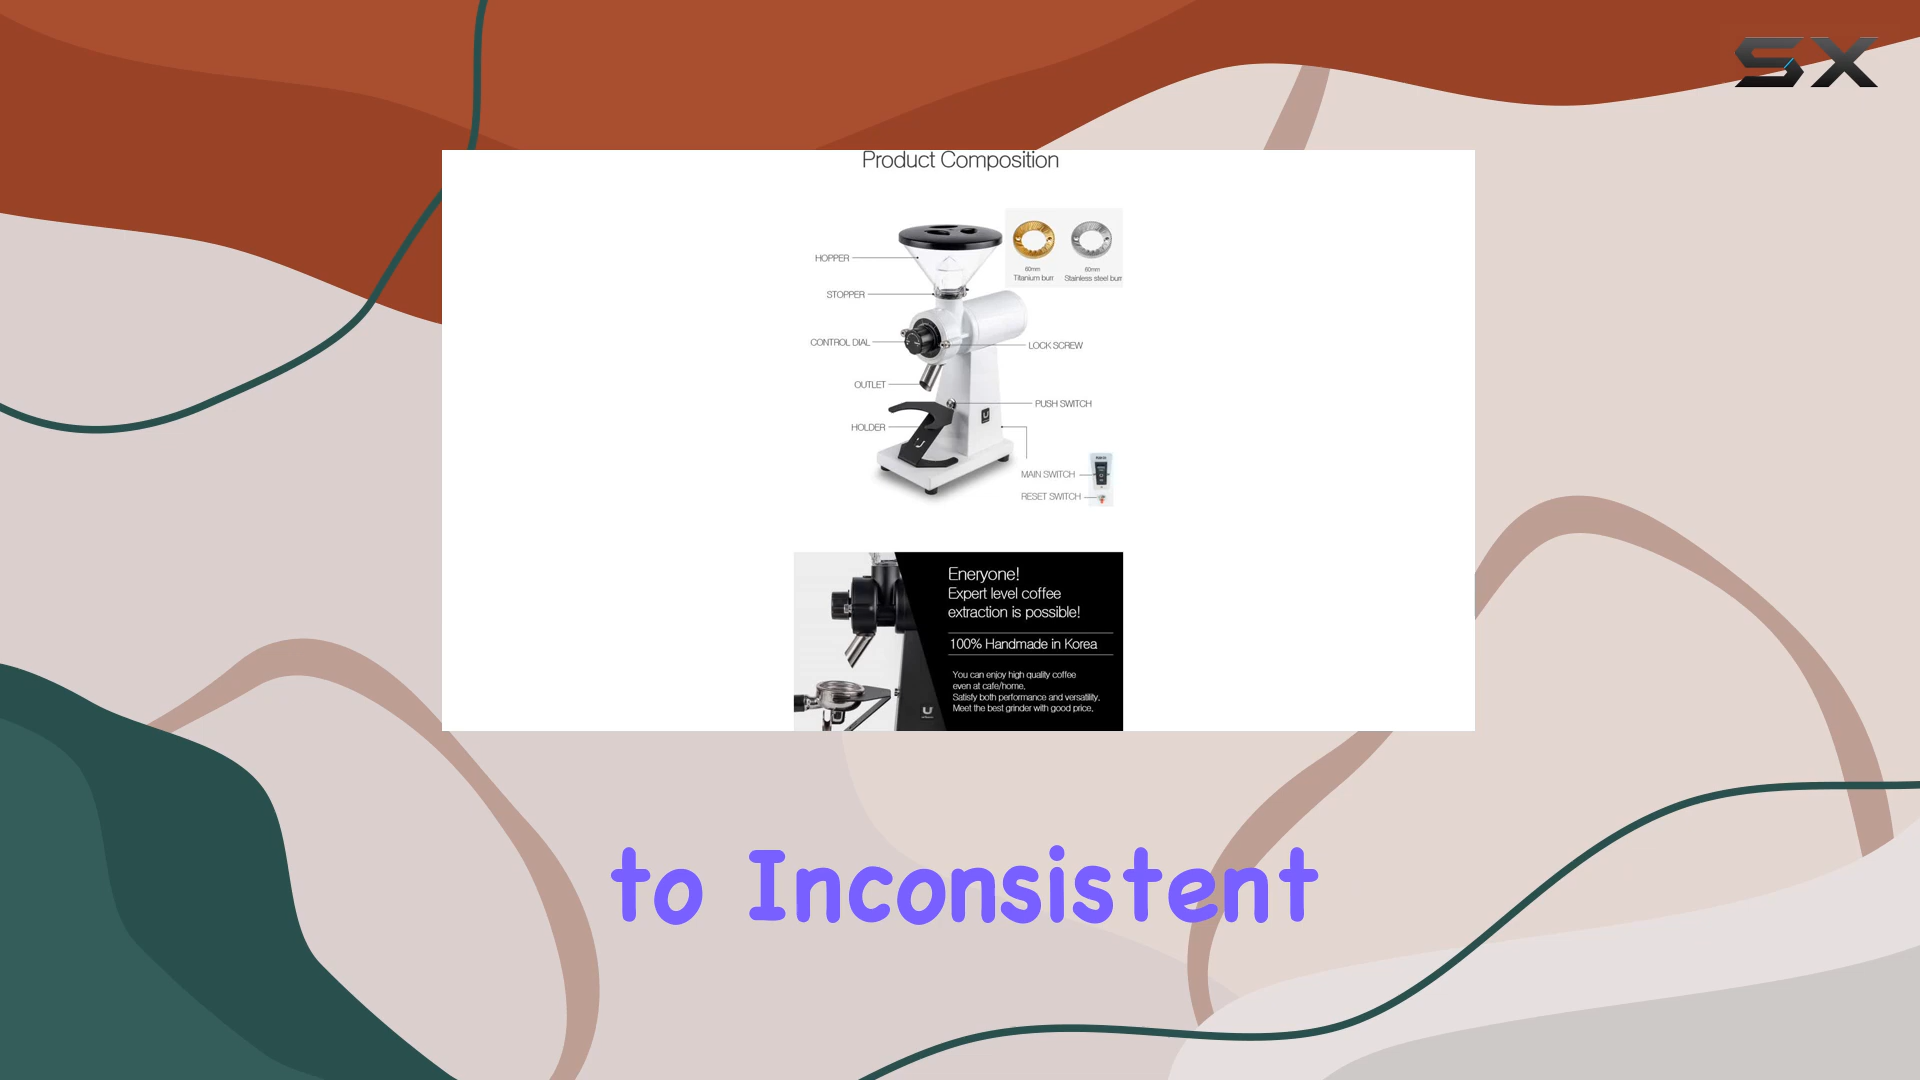 SX
Product Composition
HOPPER
STOPPER
CONTROL DIAL
OUTLET
HOLDER
60mm
Titanium burr
60mm
Stainless steel burr
LOCK SCREW
PUSH SWITCH
MAIN SWITCH
RESET SWITCH
Eneryone!
Expert level coffee
extraction is possible!
100% Handmade in Korea
You can enjoy high quality coffee
even at cafe/home.
Satisfy both performance and versatility.
Meet the best grinder with good price.
to Inconsistent